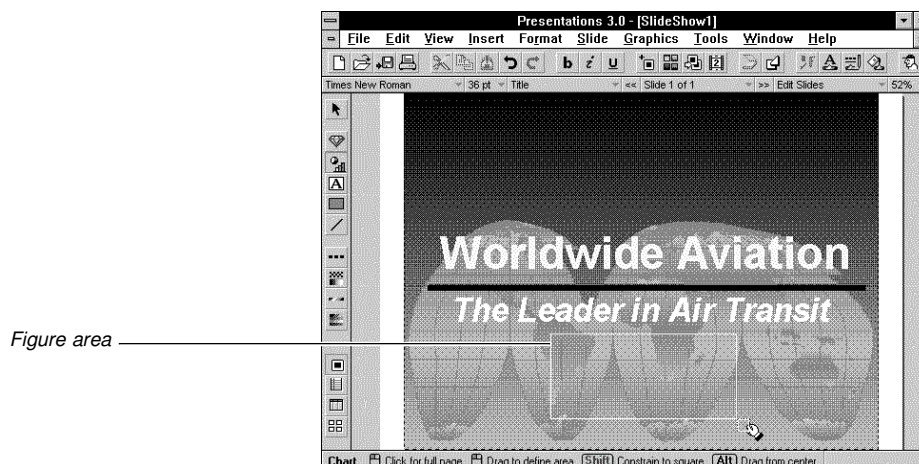 Presentations 3.0 - [SlideShow1]
File Edit View Insert Format Slide Graphics Tools Window Help
b i u 2
Times New Roman 36 pt Title << Slide 1 of 1 >> Edit Slides 52%
A
Worldwide Aviation
The Leader in Air Transit
Figure area
Chart Click for full page Drag to define area Shift Constrain to square Alt Drag from center